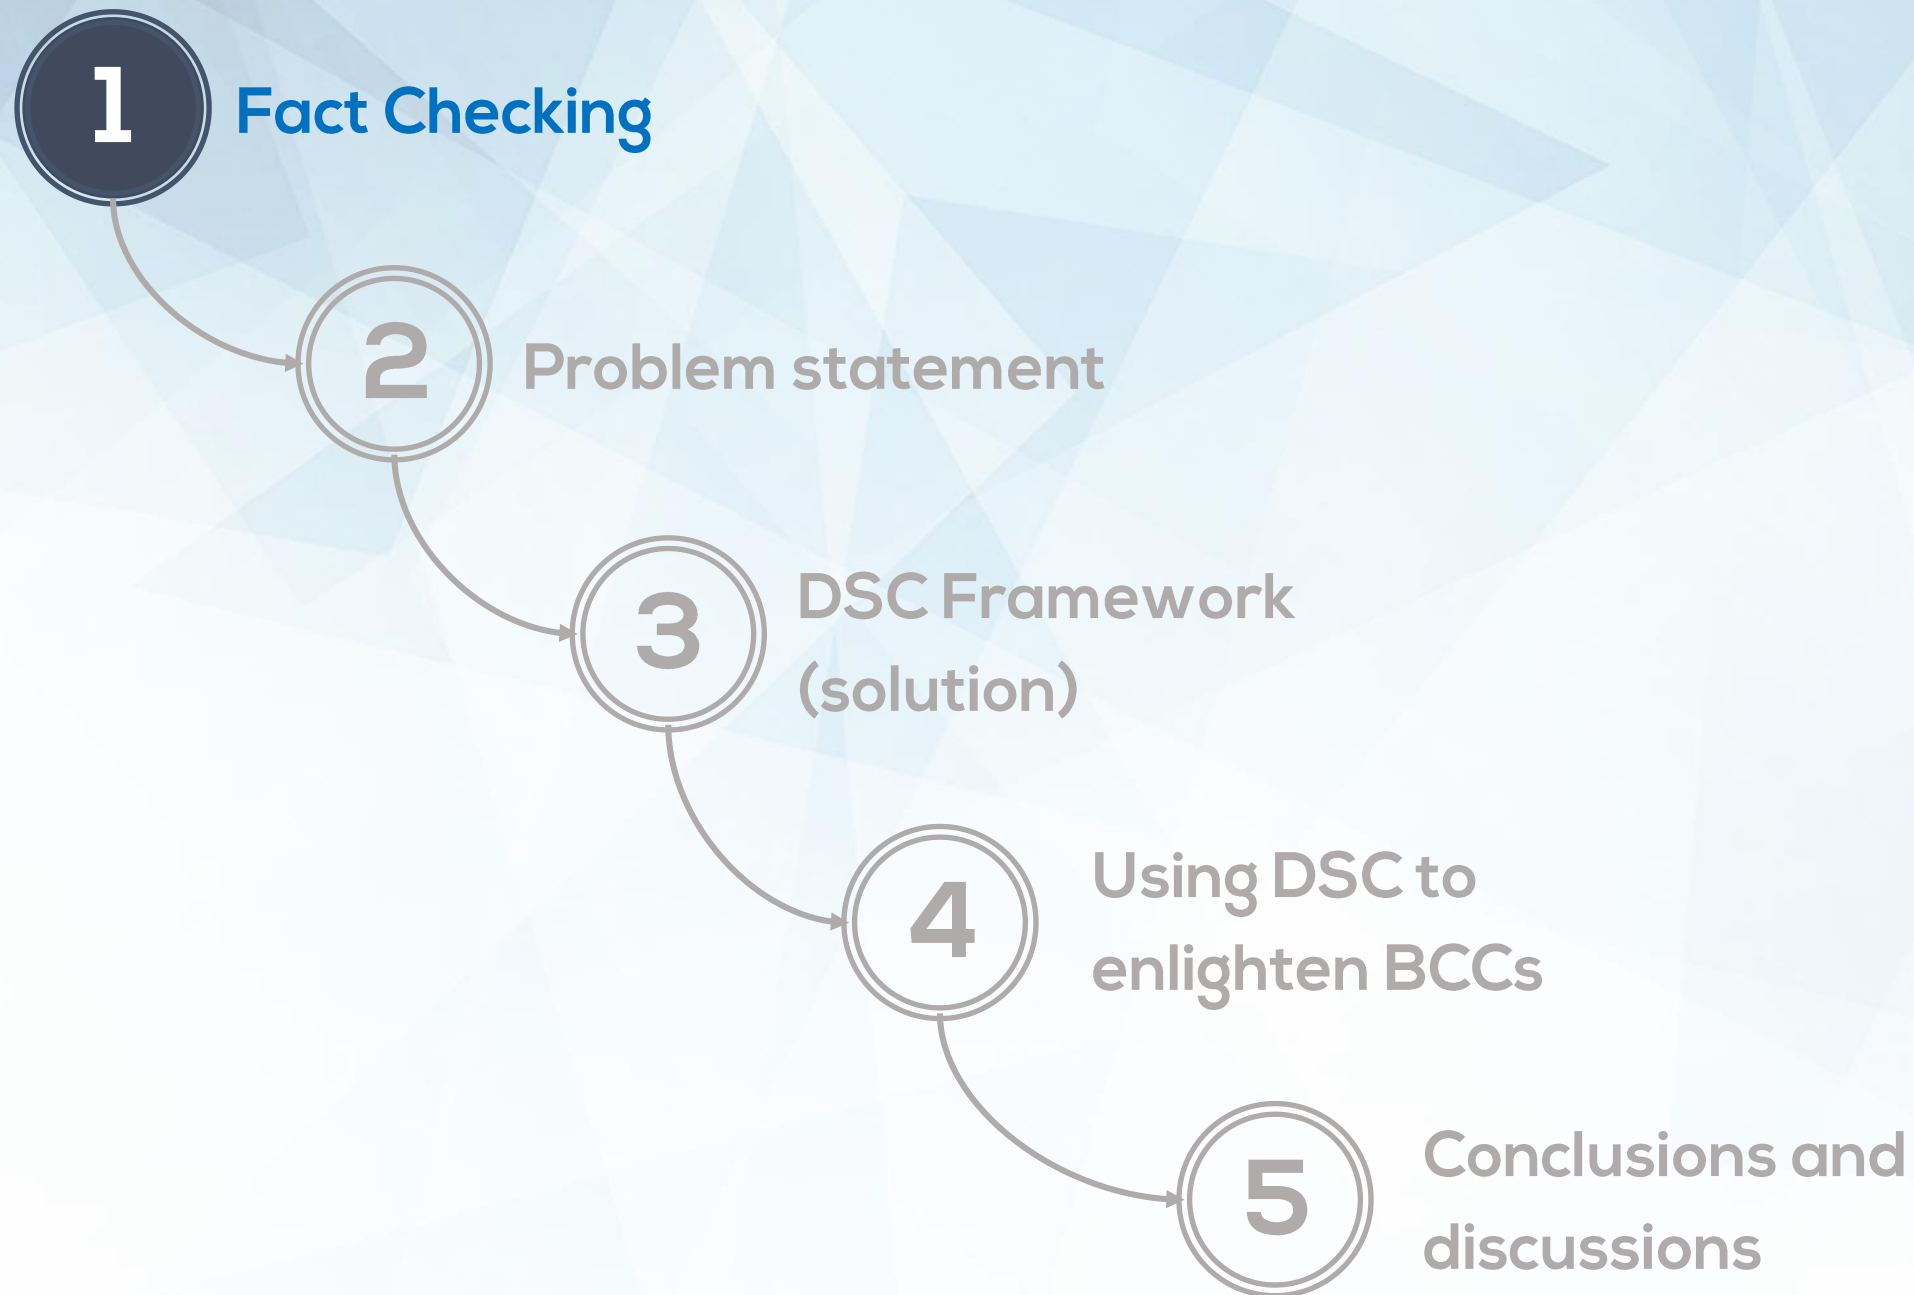 1
Fact Checking
2
Problem statement
3
DSC Framework
(solution)
4
Using DSC to
enlighten BCCs
5
Conclusions and
discussions